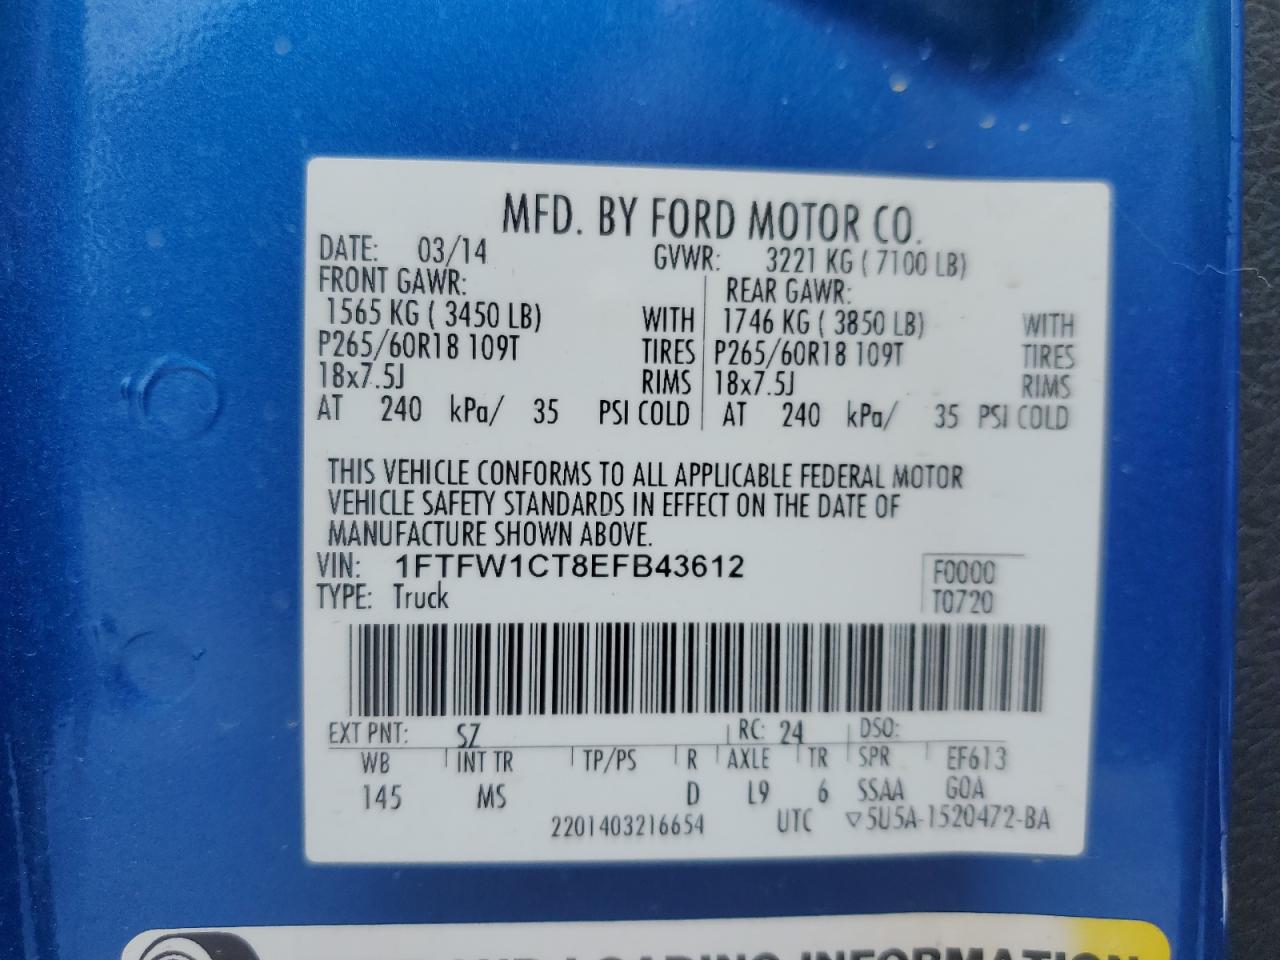 MFD. BY FORD MOTOR CO.
DATE: 03/14 GVWR: 3221 KG ( 7100 LB)
FRONT GAWR: REAR GAWR:
1565 KG ( 3450 LB) WITH 1746 KG ( 3850 LB) WITH
P265/60R18 109T TIRES P265/60R18 109T TIRES
18x7.5J RIMS 18x7.5J RIMS
AT 240 kPa/ 35 PSI COLD AT 240 kPa/ 35 PSI COLD
THIS VEHICLE CONFORMS TO ALL APPLICABLE FEDERAL MOTOR
VEHICLE SAFETY STANDARDS IN EFFECT ON THE DATE OF
MANUFACTURE SHOWN ABOVE.
VIN: 1FTFW1CT8EFB43612 F0000
TYPE: Truck T0720
EXT PNT: SZ RC: 24 DSO:
WB INT TR TP/PS R AXLE TR SPR EF613
145 MS D L9 6 SSAA GOA
2201403216654 UTC ▽5U5A-1520472-BA
LOADING INFORMATION